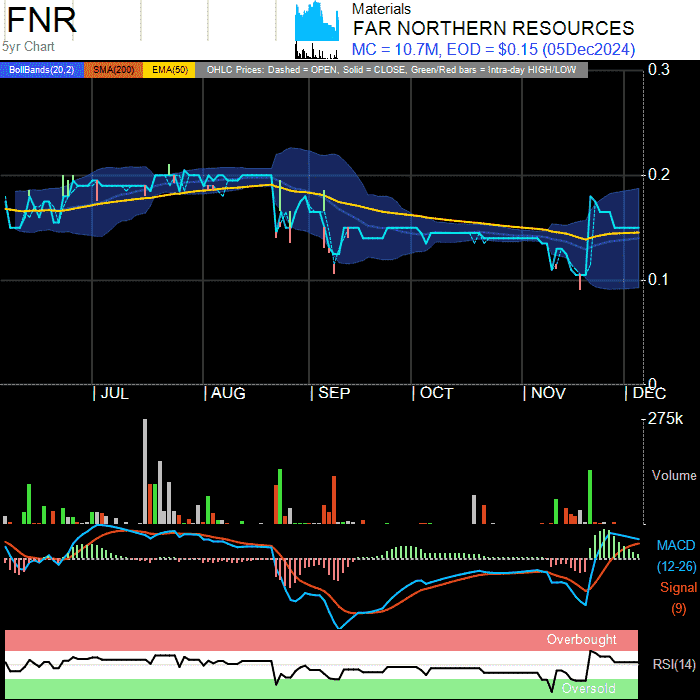 FNR
5yr Chart
Materials
FAR NORTHERN RESOURCES
MC = 10.7M, EOD = $0.15 (05Dec2024)
BollBands(20,2) SMA(200) EMA(50) OHLC Prices: Dashed = OPEN, Solid = CLOSE, Green/Red bars = Intra-day HIGH/LOW
0.3
0.2
0.1
0
JUL AUG SEP OCT NOV DEC
275k
Volume
MACD
(12-26)
Signal
(9)
Overbought
RSI(14)
Oversold